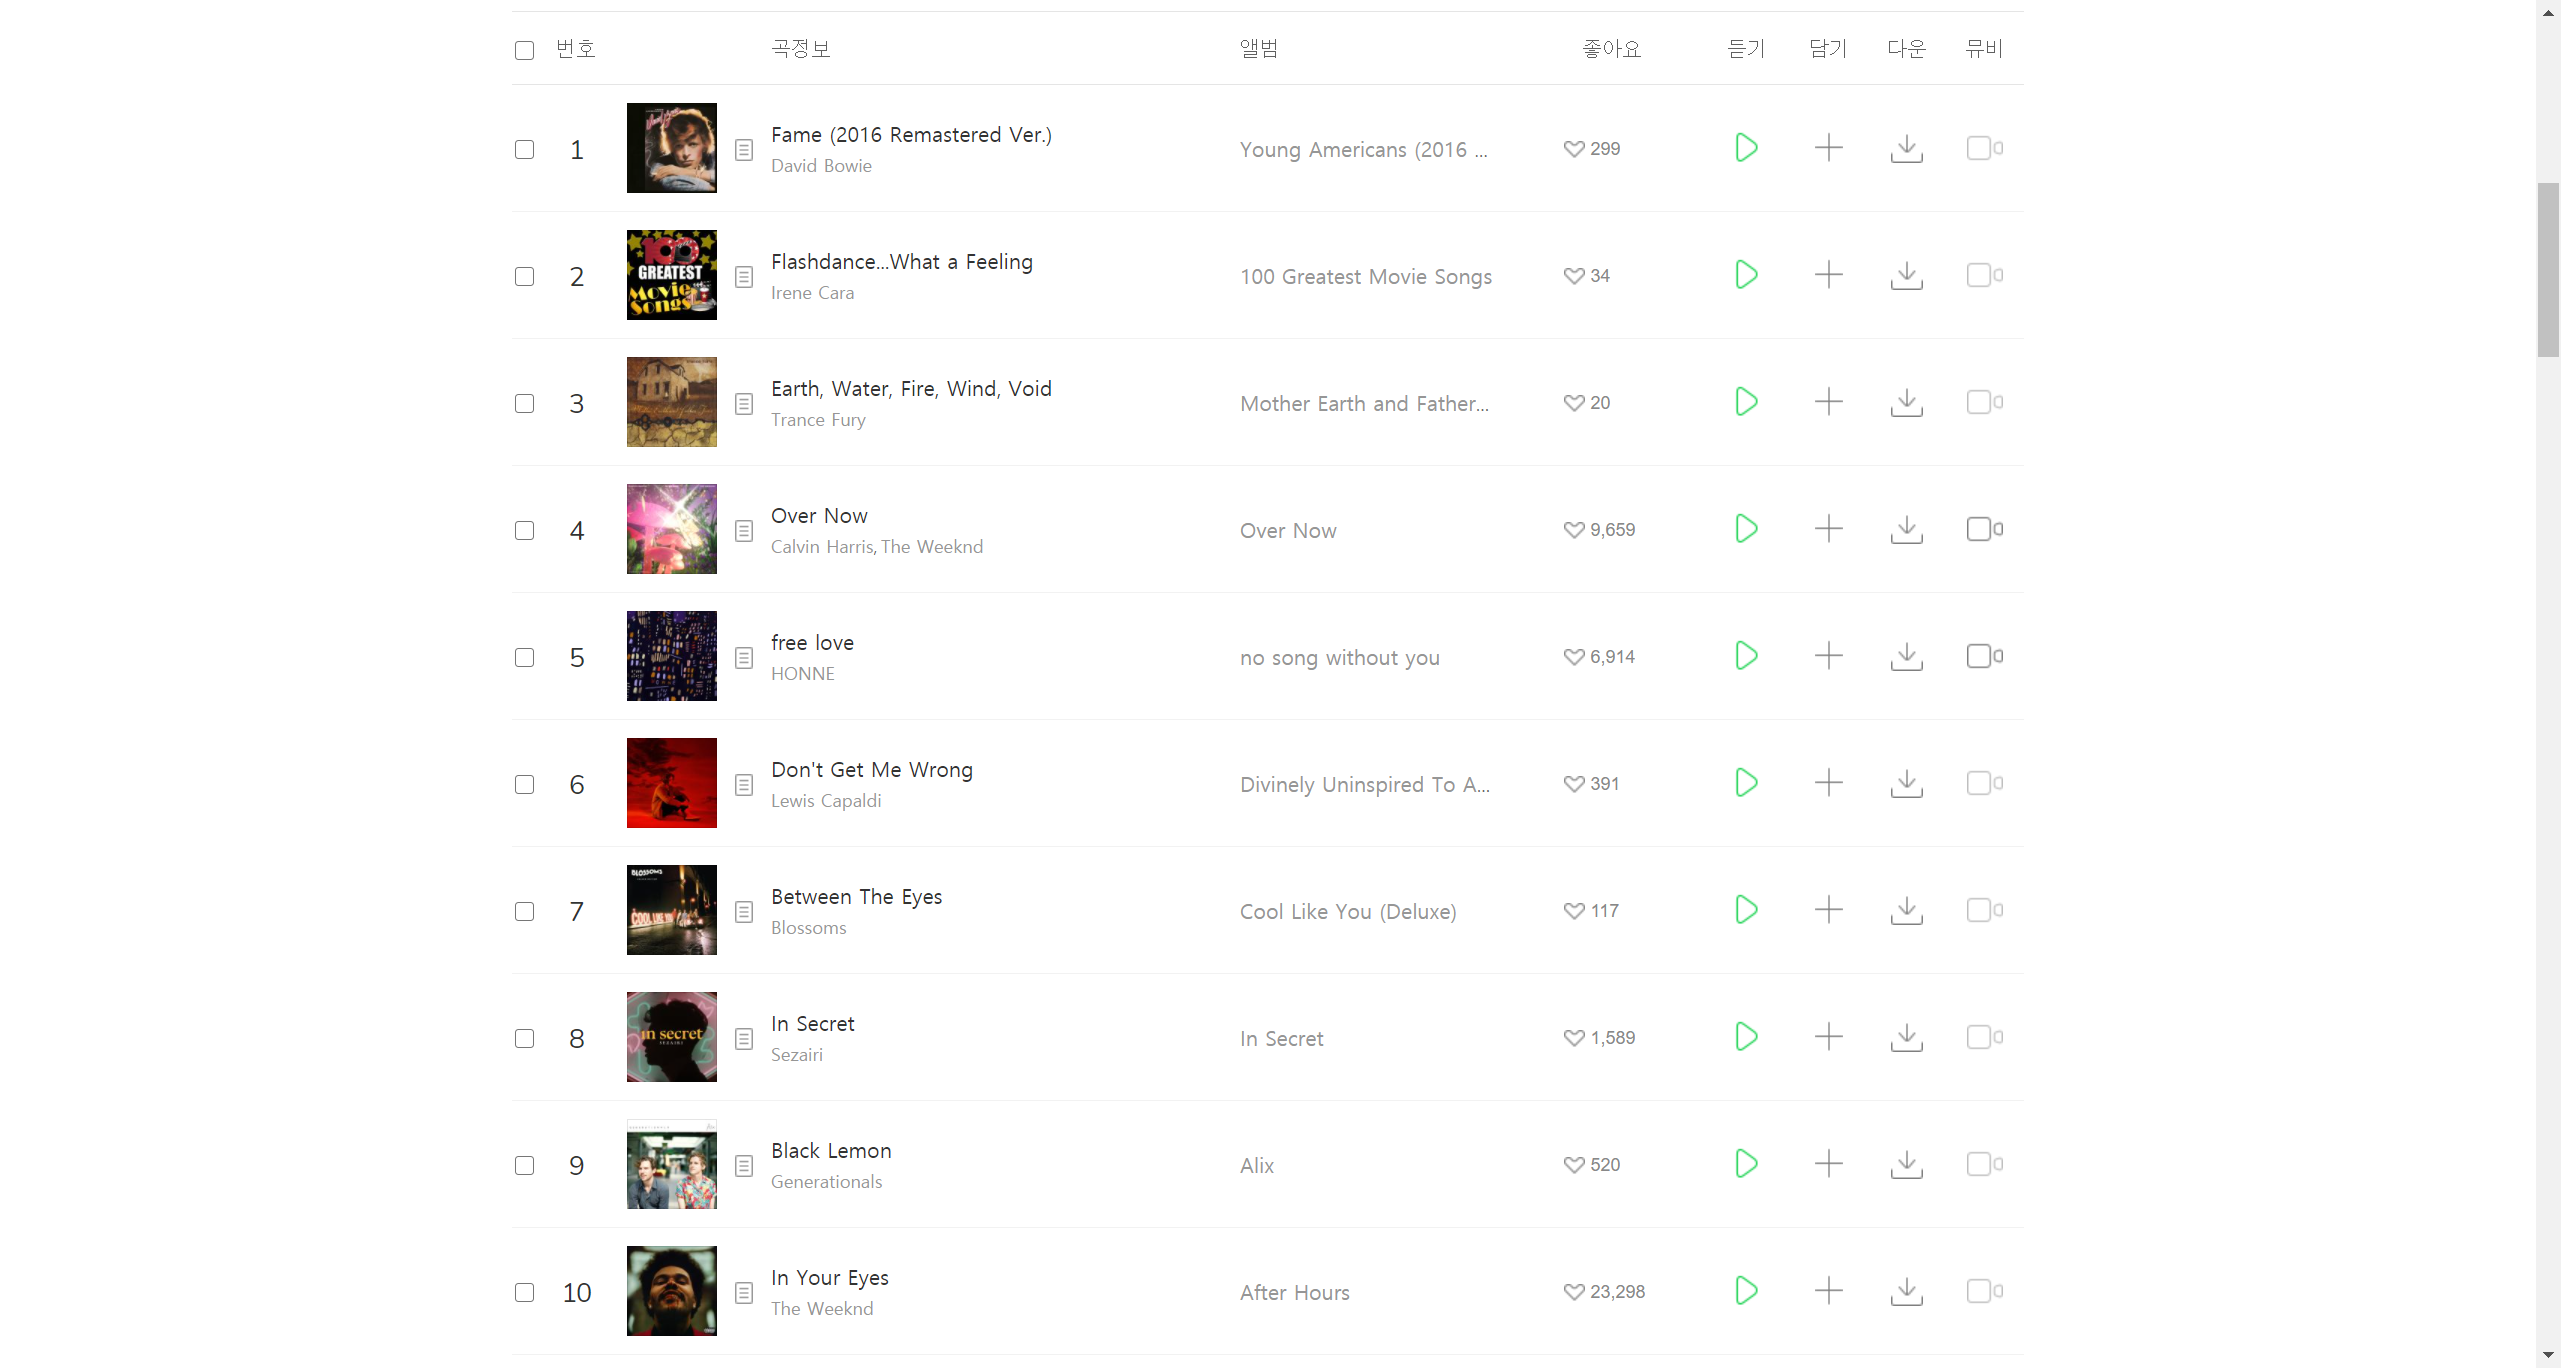 번호 곡정보 앨범 좋아요 듣기 담기 다운 뮤비
1 Fame (2016 Remastered Ver.) Young Americans (2016 ... 299
David Bowie
100 GREATEST Movie Songs
2 Flashdance...What a Feeling 100 Greatest Movie Songs 34
Irene Cara
3 Earth, Water, Fire, Wind, Void Mother Earth and Father... 20
Trance Fury
4 Over Now Over Now 9,659
Calvin Harris, The Weeknd
5 free love no song without you 6,914
HONNE
6 Don't Get Me Wrong Divinely Uninspired To A... 391
Lewis Capaldi
BLOSSOMS
COOL LIKE YOU
7 Between The Eyes Cool Like You (Deluxe) 117
Blossoms
in secret
SEZAIRI
8 In Secret In Secret 1,589
Sezairi
9 Black Lemon Alix 520
Generationals
10 In Your Eyes After Hours 23,298
The Weeknd